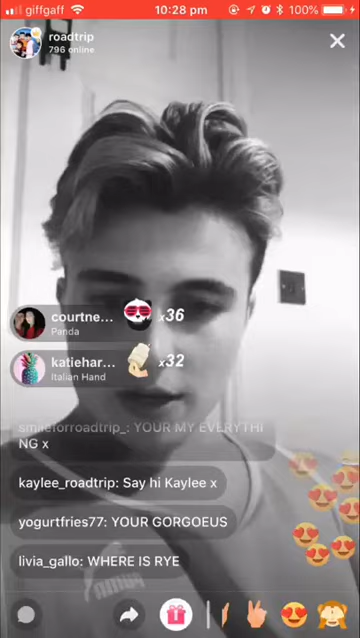 giffgaff
10:28 pm
100%
roadtrip
796 online
courtne...
x36
Panda
katiehar...
x32
Italian Hand
smileforroadtrip_: YOUR MY EVERYTHI
NG x
kaylee_roadtrip: Say hi Kaylee x
yogurtfries77: YOUR GORGOEUS
livia_gallo: WHERE IS RYE